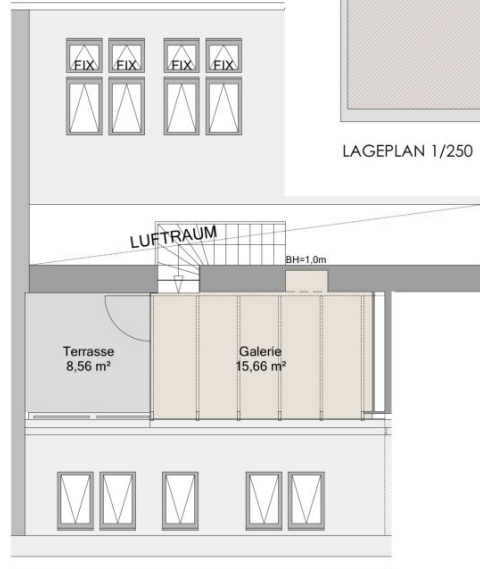 FIX FIX FIX FIX
LAGEPLAN 1/250
LUFTRAUM
BH=1,0m
Terrasse
8,56 m²
Galerie
15,66 m²